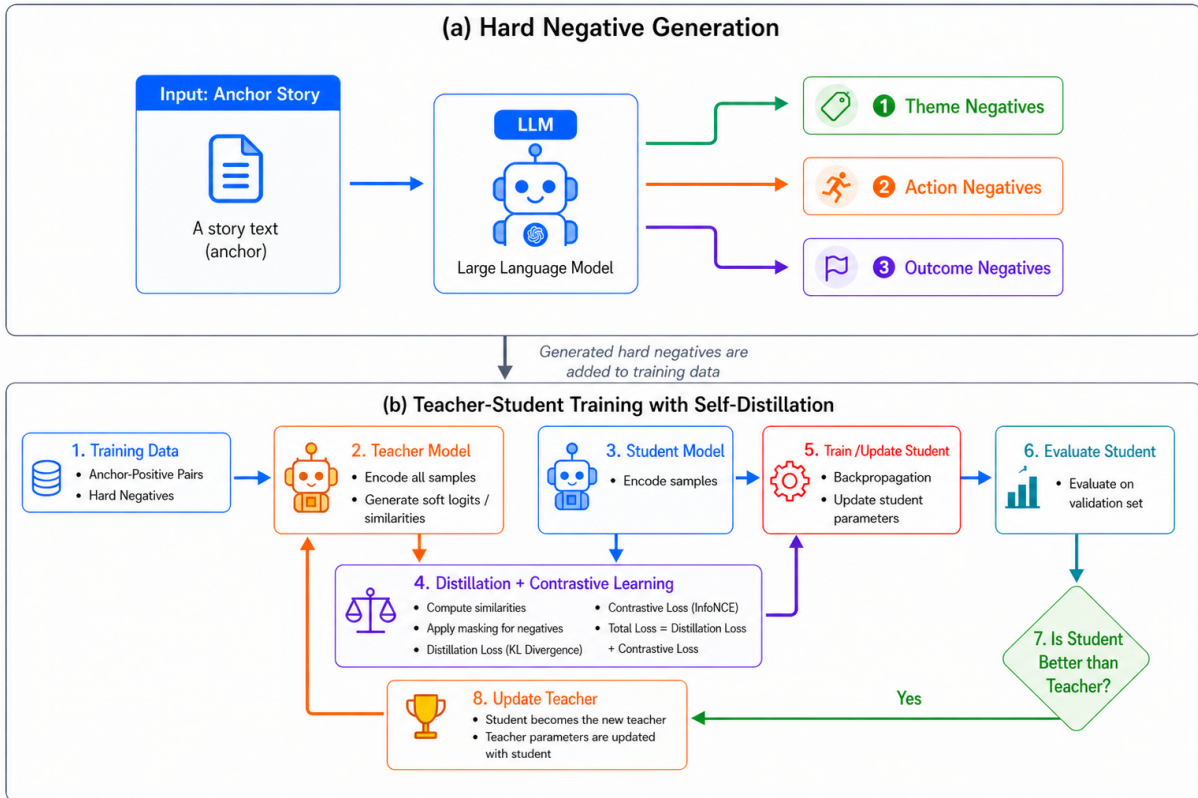 (a) Hard Negative Generation
Input: Anchor Story
A story text
(anchor)
LLM
Large Language Model
1 Theme Negatives
2 Action Negatives
3 Outcome Negatives
Generated hard negatives are
added to training data
(b) Teacher-Student Training with Self-Distillation
1. Training Data
• Anchor-Positive Pairs
• Hard Negatives
2. Teacher Model
• Encode all samples
• Generate soft logits /
similarities
3. Student Model
• Encode samples
5. Train /Update Student
• Backpropagation
• Update student
parameters
6. Evaluate Student
• Evaluate on
validation set
4. Distillation + Contrastive Learning
• Compute similarities
• Apply masking for negatives
• Distillation Loss (KL Divergence)
• Contrastive Loss (InfoNCE)
• Total Loss = Distillation Loss
+ Contrastive Loss
7. Is Student
Better than
Teacher?
Yes
8. Update Teacher
• Student becomes the new teacher
• Teacher parameters are updated
with student